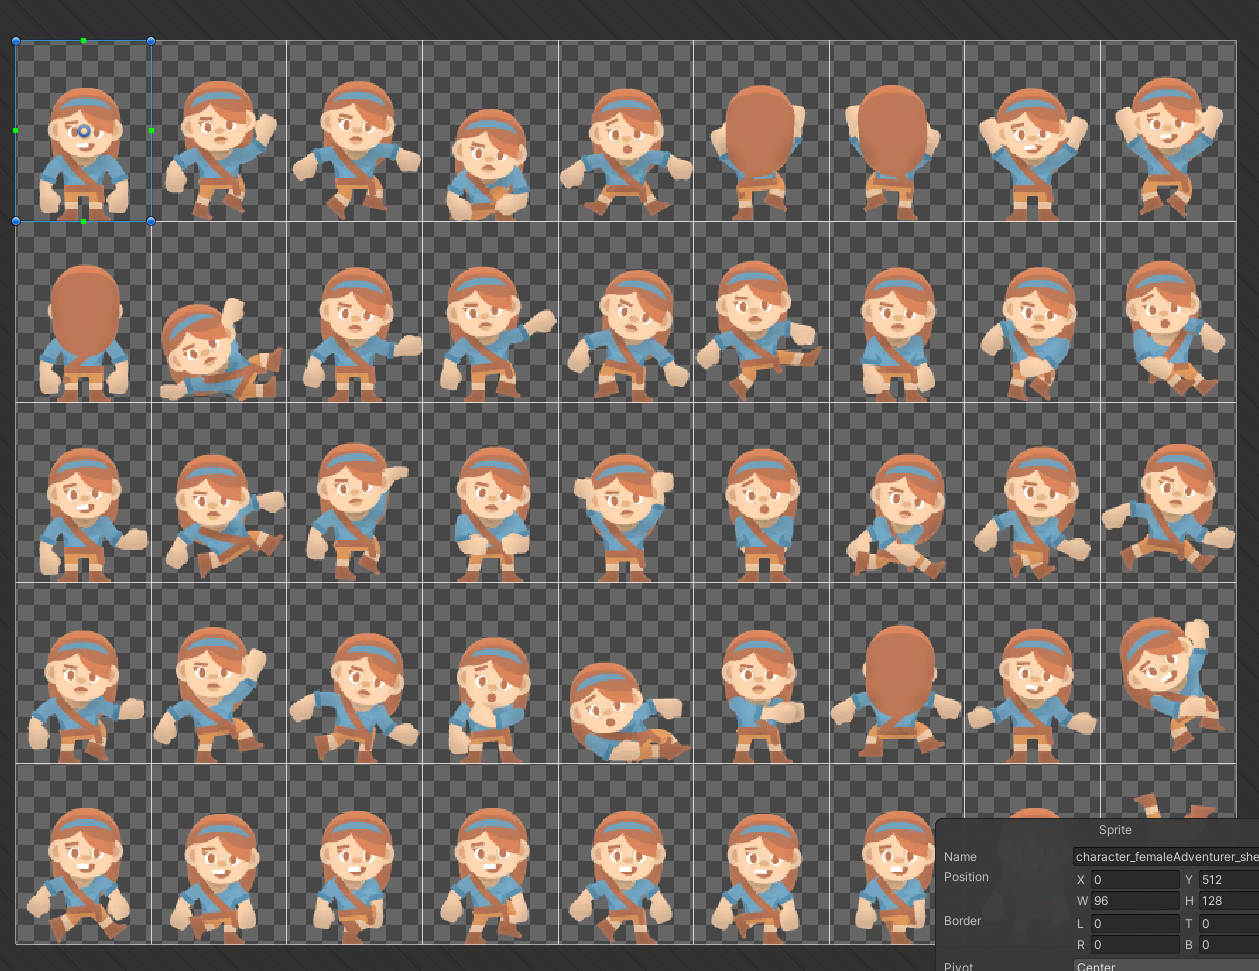 Sprite
Name character_femaleAdventurer_she
Position X 0 Y 512
W 96 H 128
Border L 0 T 0
R 0 B 0
Pivot Center